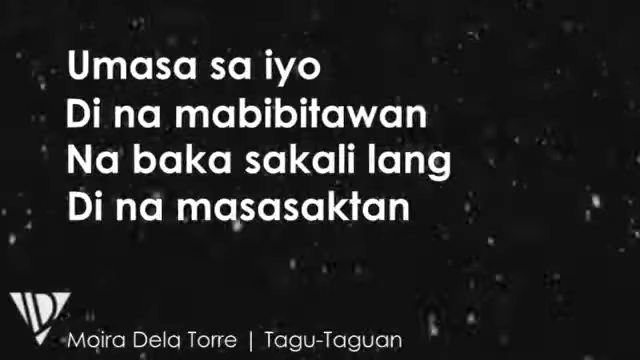 Umasa sa iyo
Di na mabibitawan
Na baka sakali lang
Di na masasaktan
Moira Dela Torre | Tagu-Taguan